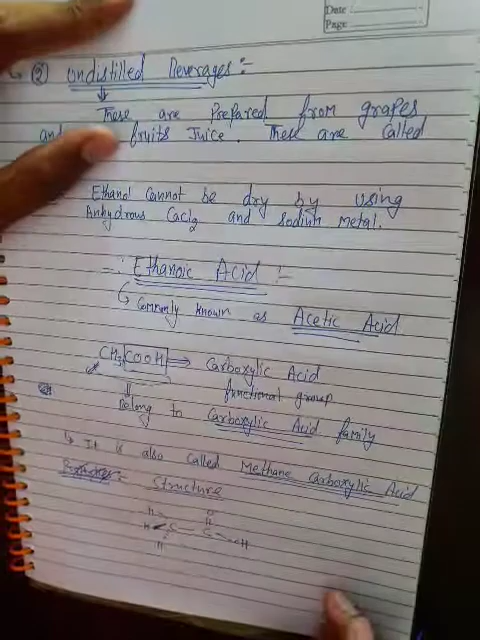 Date
Page
② Undistilled Beverages :-
These are Prepared from grapes
and fruits Juice. These are called
Ethanol Cannot be dry by using
Anhydrous CaCl2 and sodium metal.
-: Ethanoic Acid :-
Commonly known as Acetic Acid
CH3COOH ⇒ Carboxylic Acid
functional group
Belong to Carboxylic Acid family
It is also called Methane Carboxylic Acid
Structure
H O
H C C OH
H